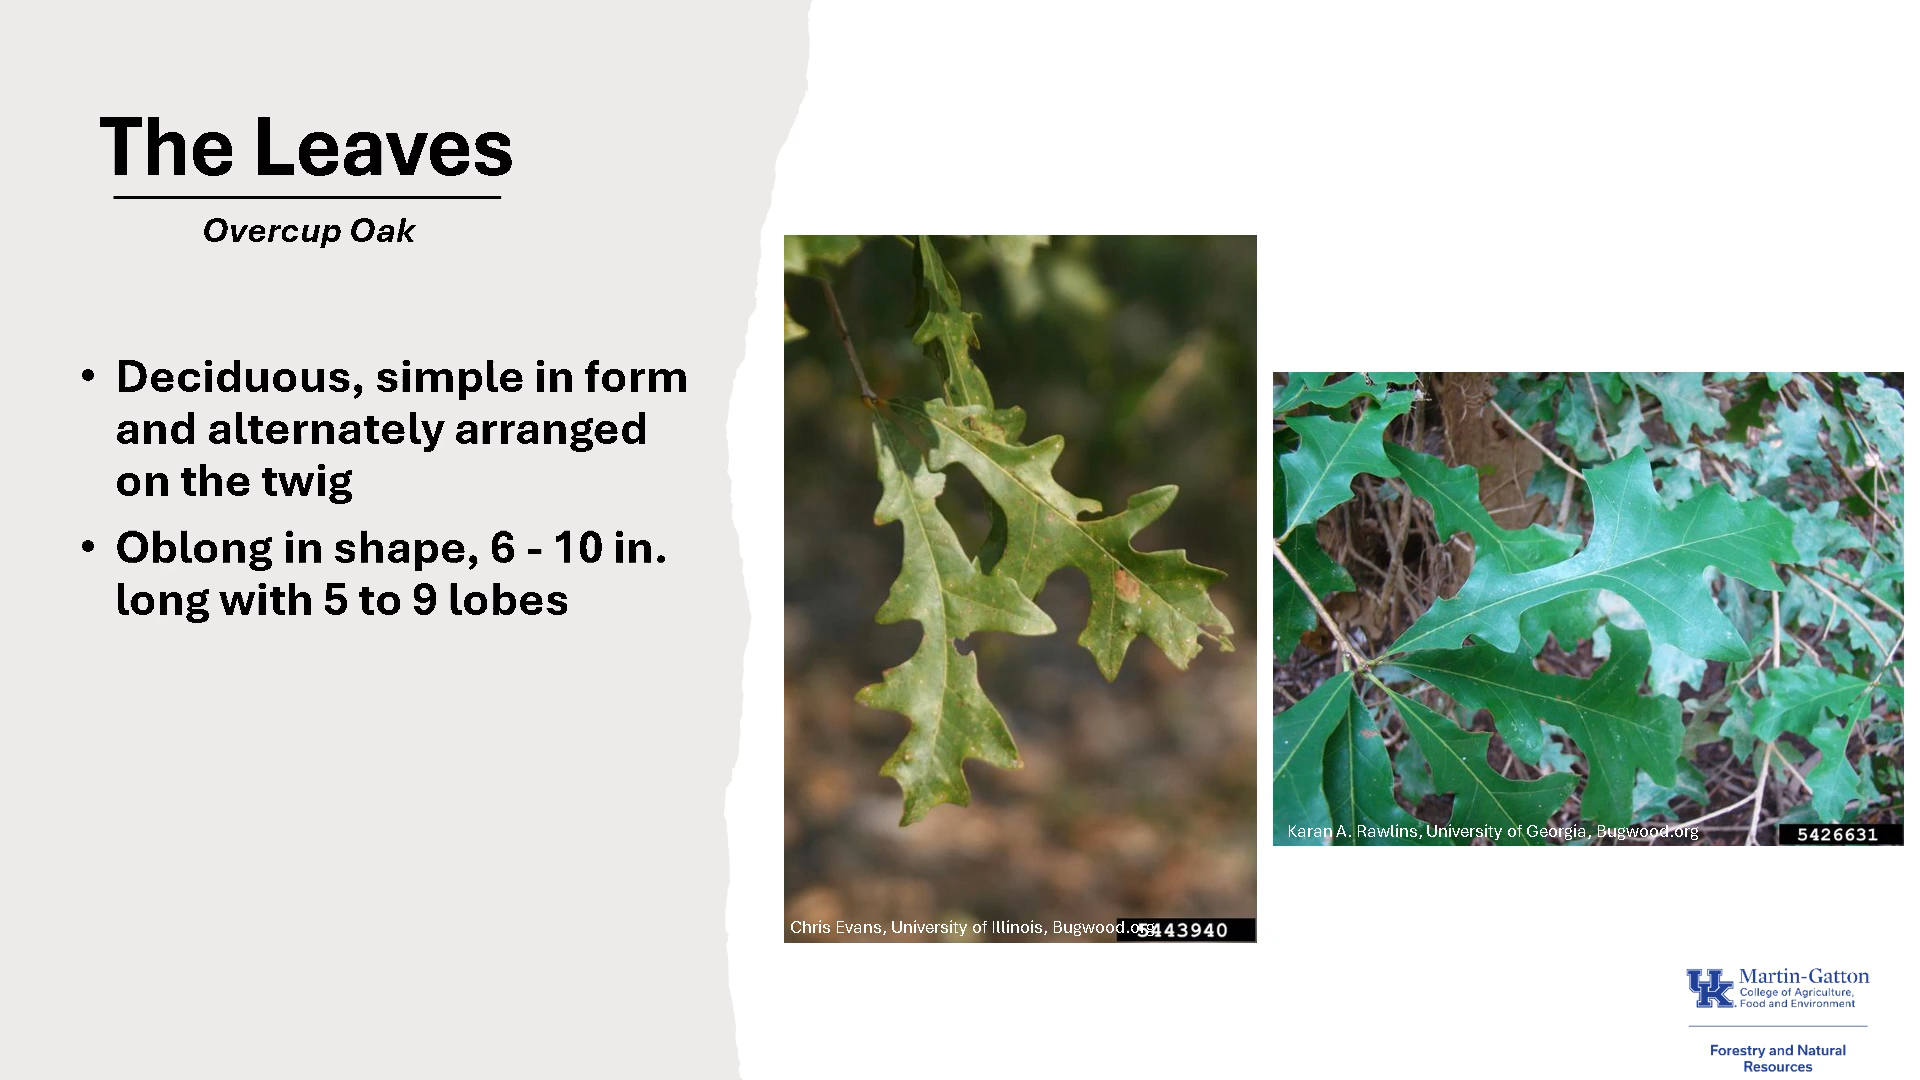 The Leaves
Overcup Oak
• Deciduous, simple in form
and alternately arranged
on the twig
• Oblong in shape, 6 - 10 in.
long with 5 to 9 lobes
Chris Evans, University of Illinois, Bugwood.org
5443940
Karan A. Rawlins, University of Georgia, Bugwood.org
5426631
UK Martin-Gatton
College of Agriculture,
Food and Environment
Forestry and Natural
Resources